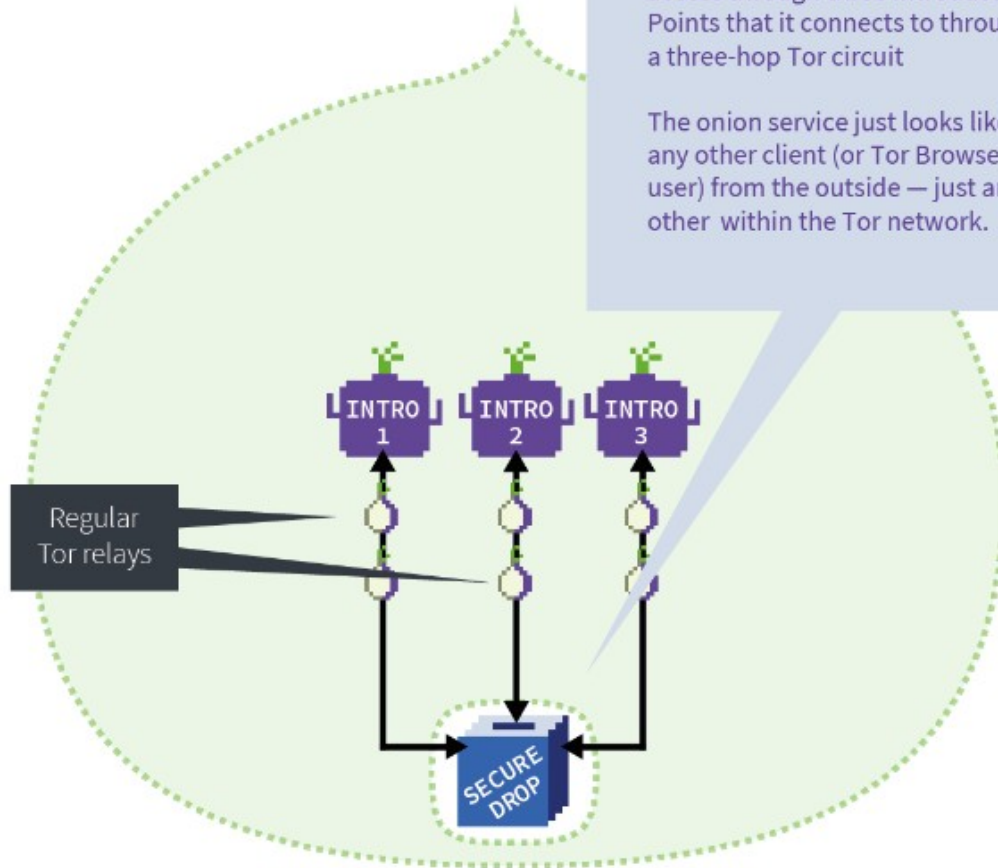 Points that it connects to throu
a three-hop Tor circuit
The onion service just looks like
any other client (or Tor Browse
user) from the outside — just an
other within the Tor network.
INTRO
1
INTRO
2
INTRO
3
Regular
Tor relays
SECURE
DROP